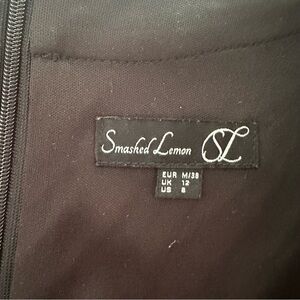 Smashed Lemon SL
EUR M/38
UK 12
US 8